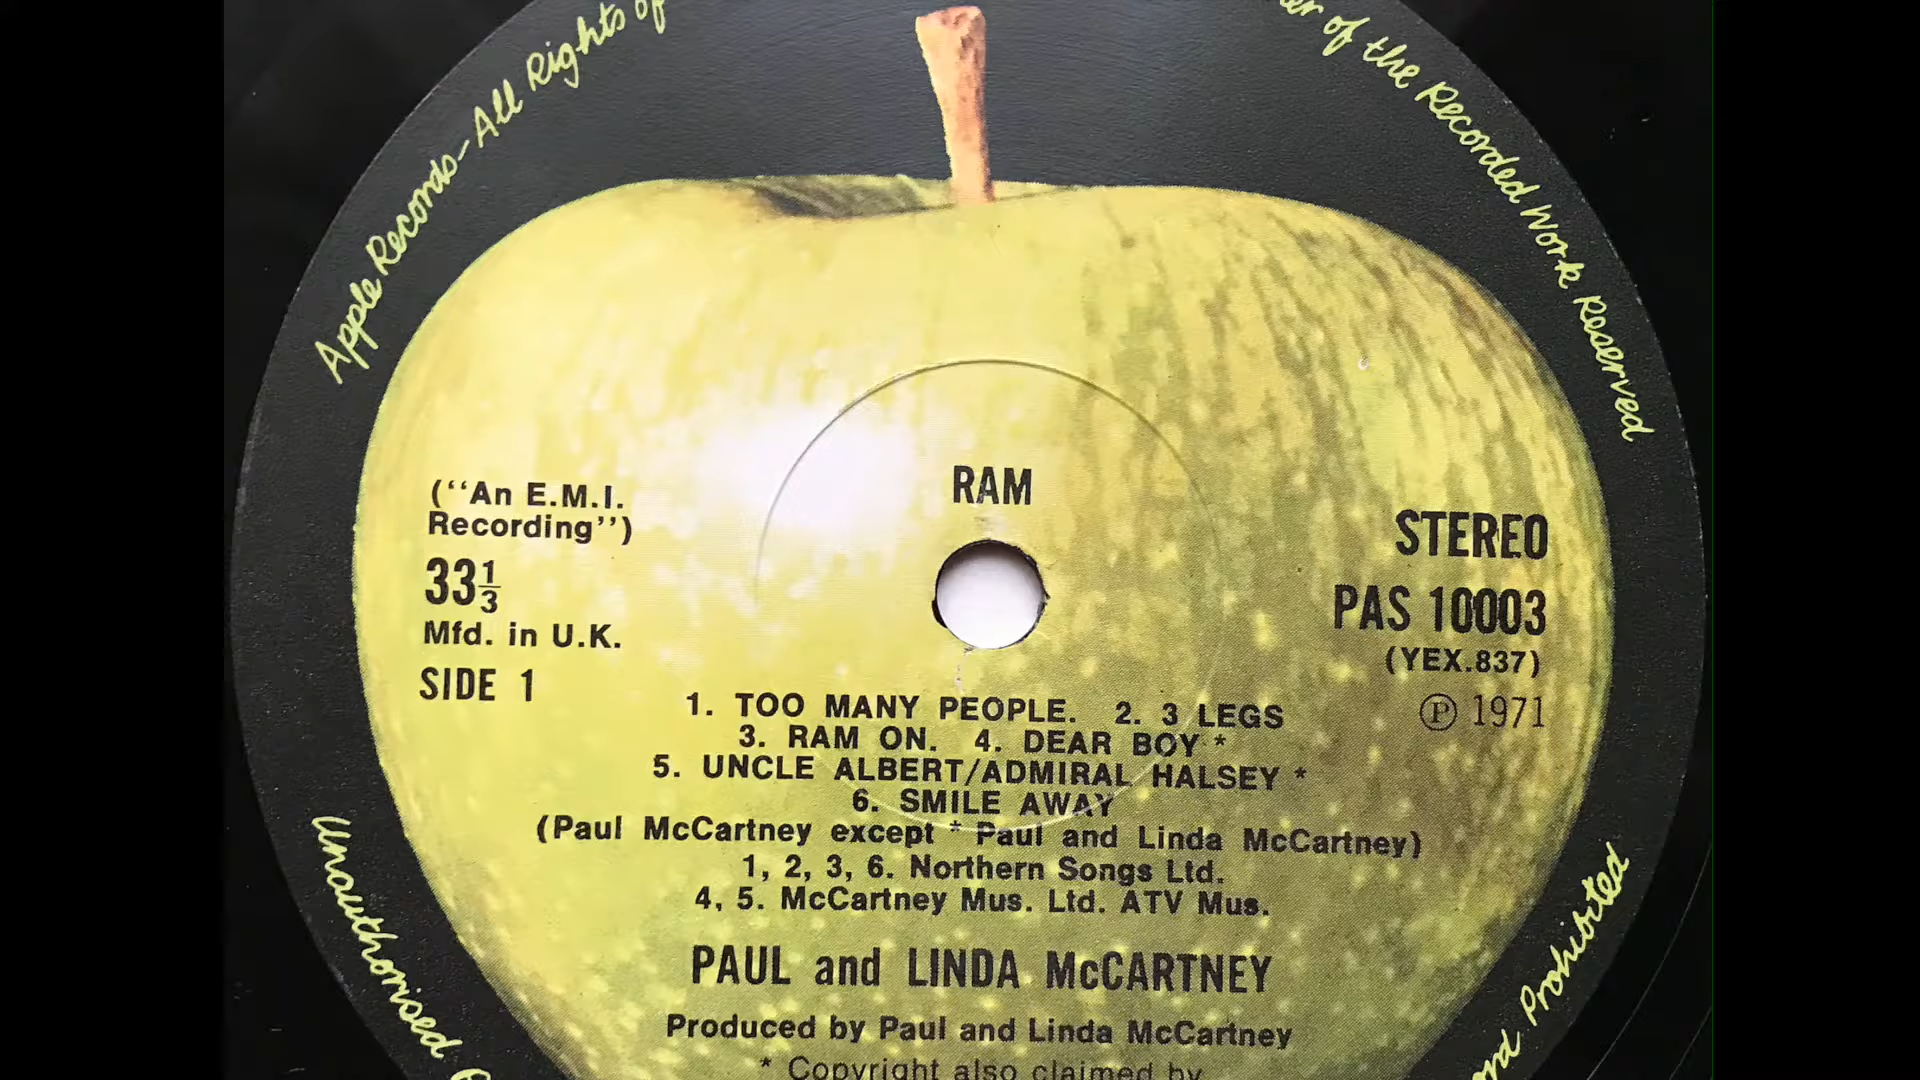 Apple Records-All Rights of
of the Recorded Work Reserved
RAM
(“An E.M.I.
Recording”)
33⅓
Mfd. in U.K.
SIDE 1
STEREO
PAS 10003
(YEX.837)
Ⓟ 1971
1. TOO MANY PEOPLE. 2. 3 LEGS
3. RAM ON. 4. DEAR BOY *
5. UNCLE ALBERT/ADMIRAL HALSEY *
6. SMILE AWAY
(Paul McCartney except * Paul and Linda McCartney)
1, 2, 3, 6. Northern Songs Ltd.
4, 5. McCartney Mus. Ltd. ATV Mus.
PAUL and LINDA McCARTNEY
Produced by Paul and Linda McCartney
* Copyright also claimed by
Unauthorised
Prohibited